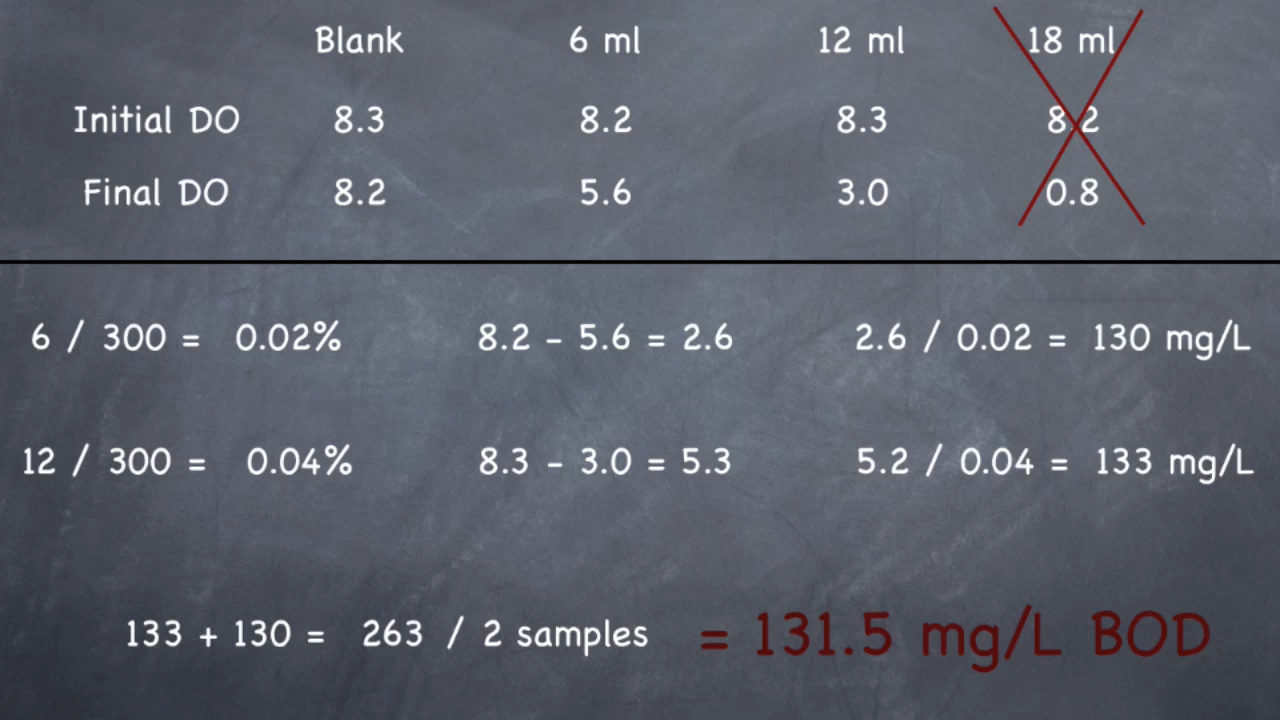 Blank 6 ml 12 ml 18 ml
Initial DO 8.3 8.2 8.3 8.2
Final DO 8.2 5.6 3.0 0.8
6 / 300 = 0.02% 8.2 - 5.6 = 2.6 2.6 / 0.02 = 130 mg/L
12 / 300 = 0.04% 8.3 - 3.0 = 5.3 5.2 / 0.04 = 133 mg/L
133 + 130 = 263 / 2 samples = 131.5 mg/L BOD